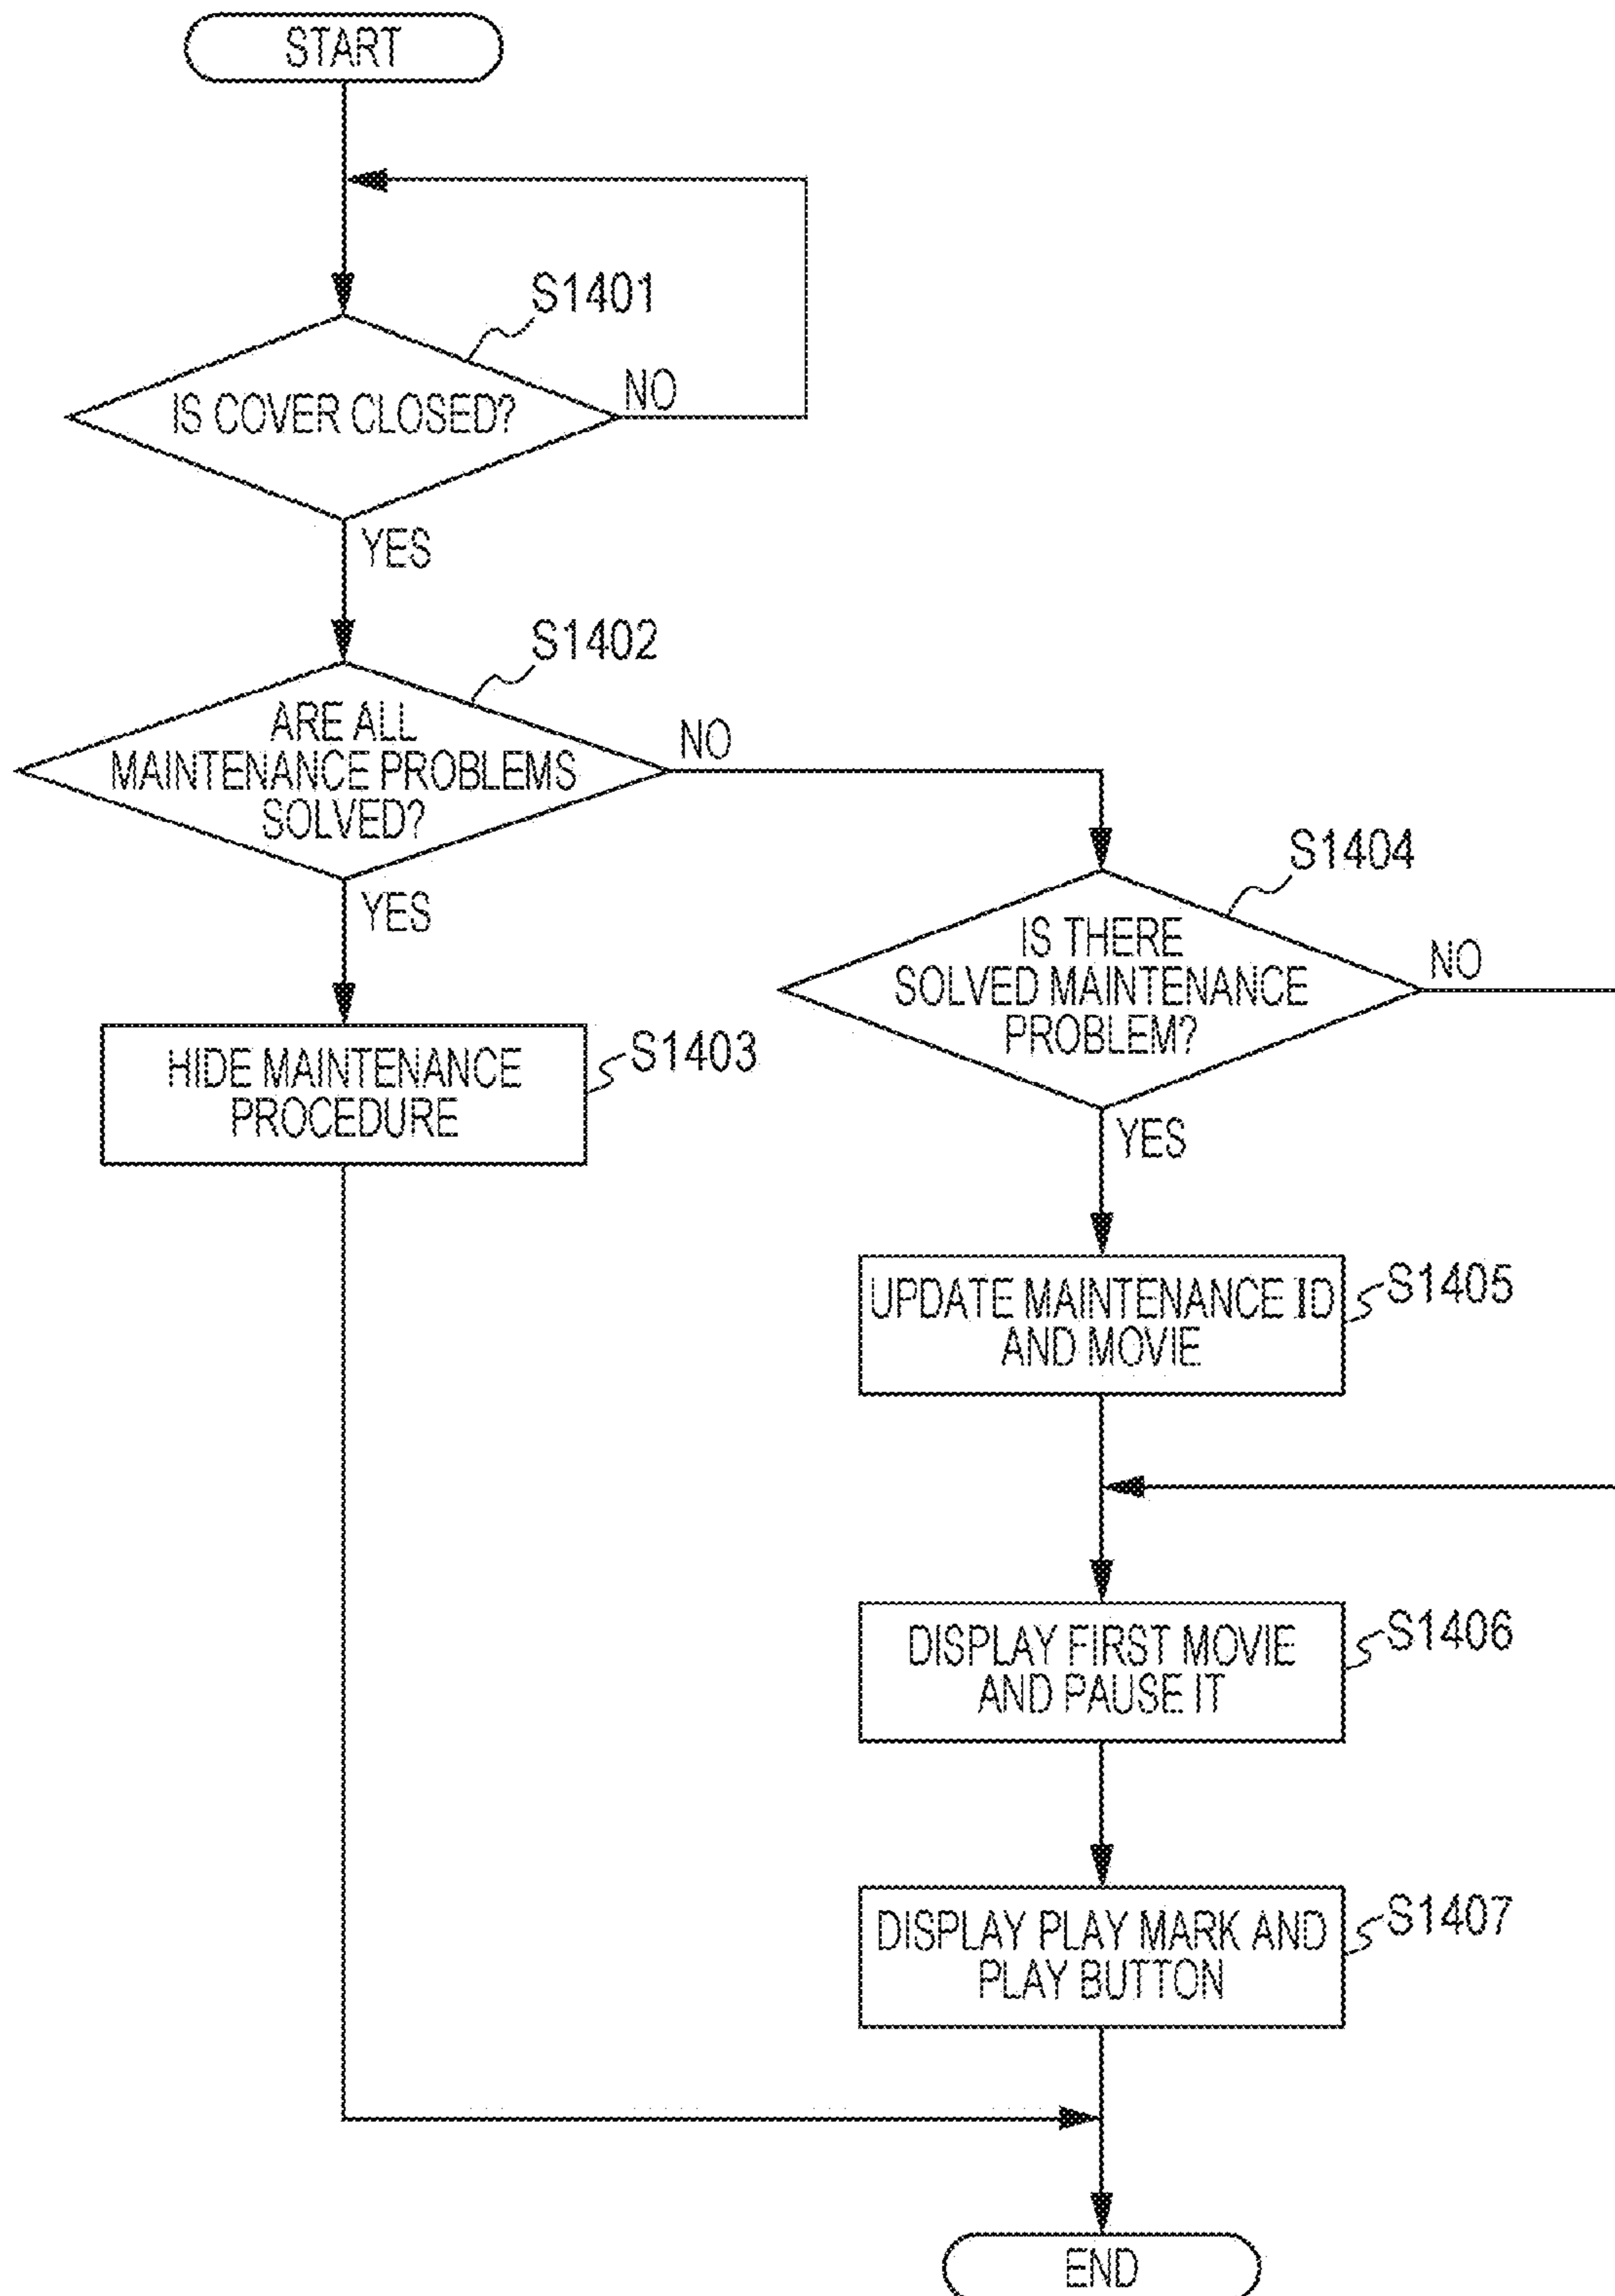 START
S1401
IS COVER CLOSED?
NO
YES
S1402
ARE ALL
MAINTENANCE PROBLEMS
SOLVED?
NO
YES
S1403
HIDE MAINTENANCE
PROCEDURE
S1404
IS THERE
SOLVED MAINTENANCE
PROBLEM?
NO
YES
S1405
UPDATE MAINTENANCE ID
AND MOVIE
S1406
DISPLAY FIRST MOVIE
AND PAUSE IT
S1407
DISPLAY PLAY MARK AND
PLAY BUTTON
END